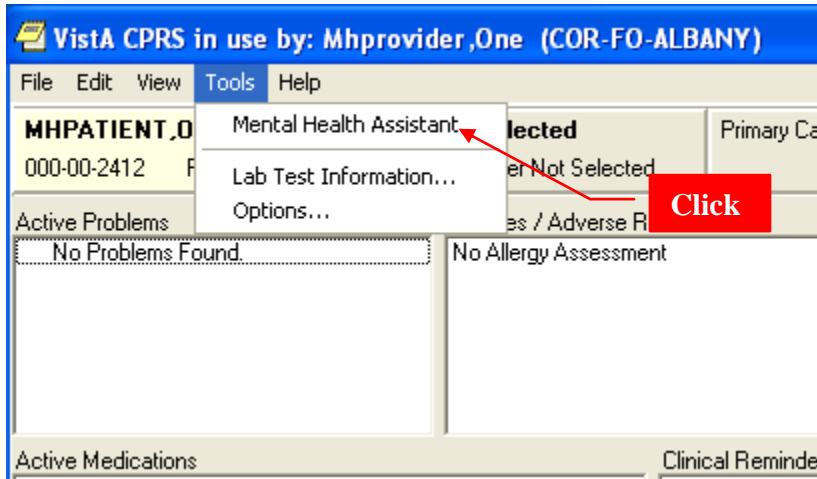 VistA CPRS in use by: Mhprovider,One (COR-FO-ALBANY)
File Edit View Tools Help
MHPATIENT,O
Mental Health Assistant
lected
Primary Ca
000-00-2412 F
Lab Test Information...
er Not Selected
Click
Options...
Active Problems
es / Adverse R
No Problems Found.
No Allergy Assessment
Active Medications
Clinical Reminde